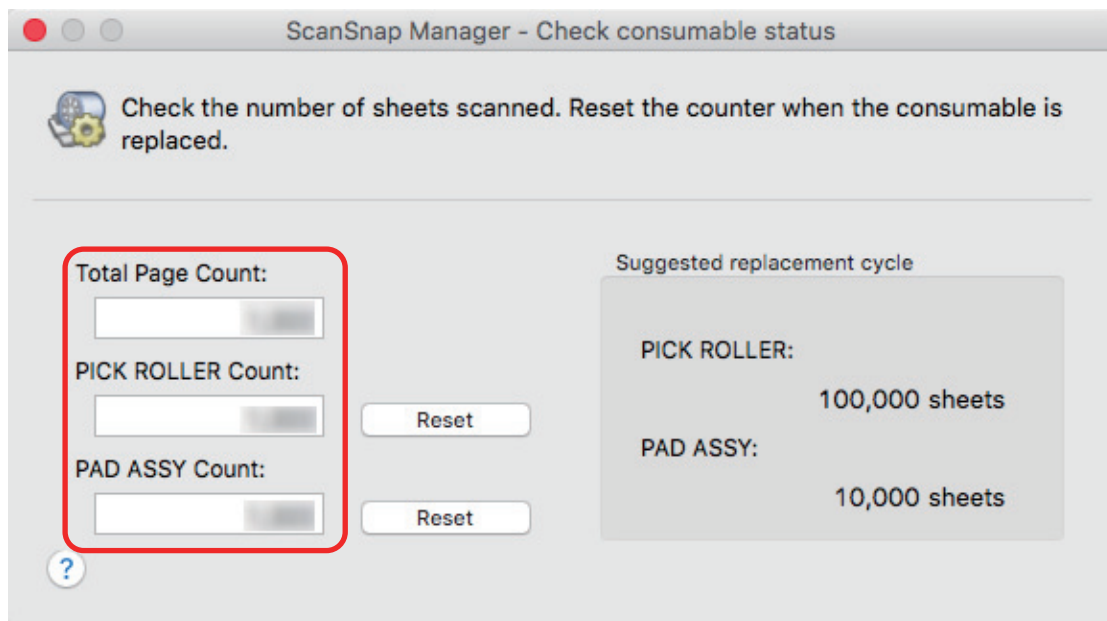 ScanSnap Manager - Check consumable status
Check the number of sheets scanned. Reset the counter when the consumable is
replaced.
Total Page Count:
PICK ROLLER Count:
Reset
PAD ASSY Count:
Reset
Suggested replacement cycle
PICK ROLLER:
100,000 sheets
PAD ASSY:
10,000 sheets
?